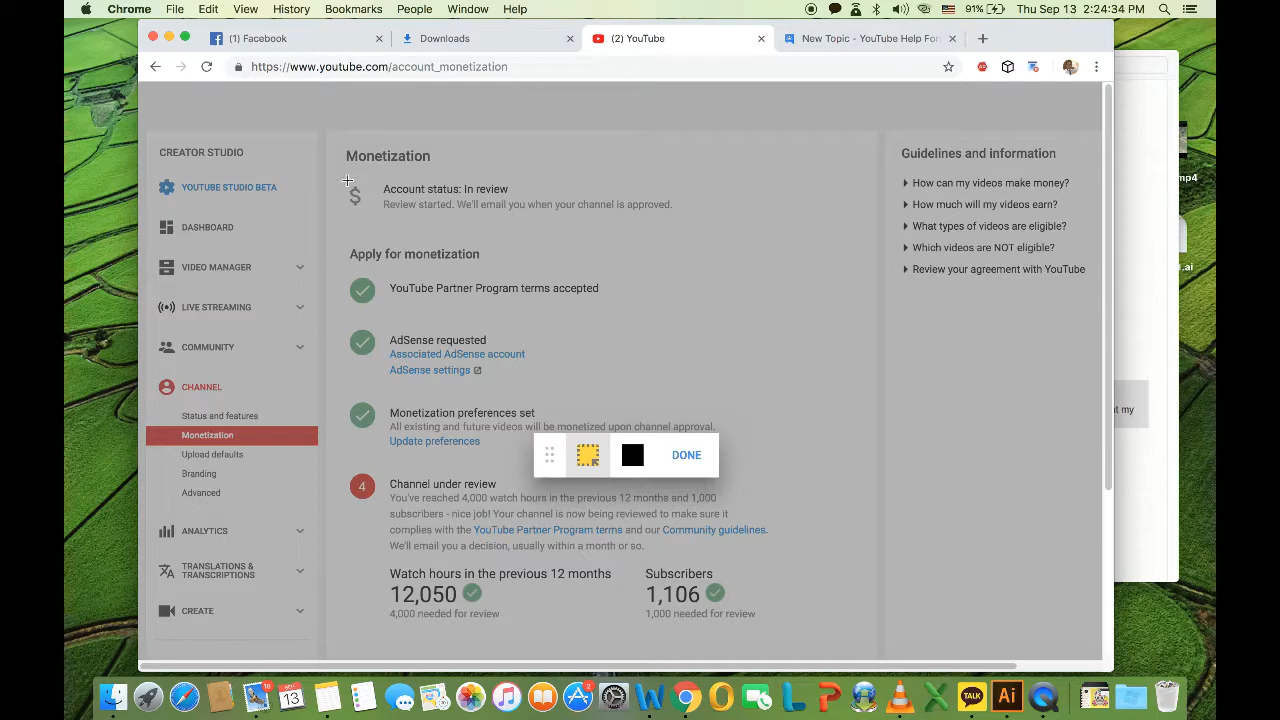 Chrome File Edit View History Bookmarks People Window Help 91% Thu Sep 13 2:24:34 PM
(1) Facebook
Downloads
(2) YouTube
New Topic - YouTube Help For
https://www.youtube.com/account_monetization
CREATOR STUDIO
YOUTUBE STUDIO BETA
DASHBOARD
VIDEO MANAGER
LIVE STREAMING
COMMUNITY
CHANNEL
Status and features
Monetization
Upload defaults
Branding
Advanced
ANALYTICS
TRANSLATIONS &
TRANSCRIPTIONS
CREATE
Monetization
$
Account status: In review
Review started. We'll email you when your channel is approved.
Apply for monetization
YouTube Partner Program terms accepted
AdSense requested
Associated AdSense account
AdSense settings
Monetization preferences set
All existing and future videos will be monetized upon channel approval.
Update preferences
DONE
4
Channel under review
You've reached 4,000 watch hours in the previous 12 months and 1,000
subscribers - nice job! Your channel is now being reviewed to make sure it
complies with the YouTube Partner Program terms and our Community guidelines.
We'll email you a decision, usually within a month or so.
Watch hours in the previous 12 months
12,050
4,000 needed for review
Subscribers
1,106
1,000 needed for review
Guidelines and information
How can my videos make money?
How much will my videos earn?
What types of videos are eligible?
Which videos are NOT eligible?
Review your agreement with YouTube
mp4
.ai
my
TALK
Ai